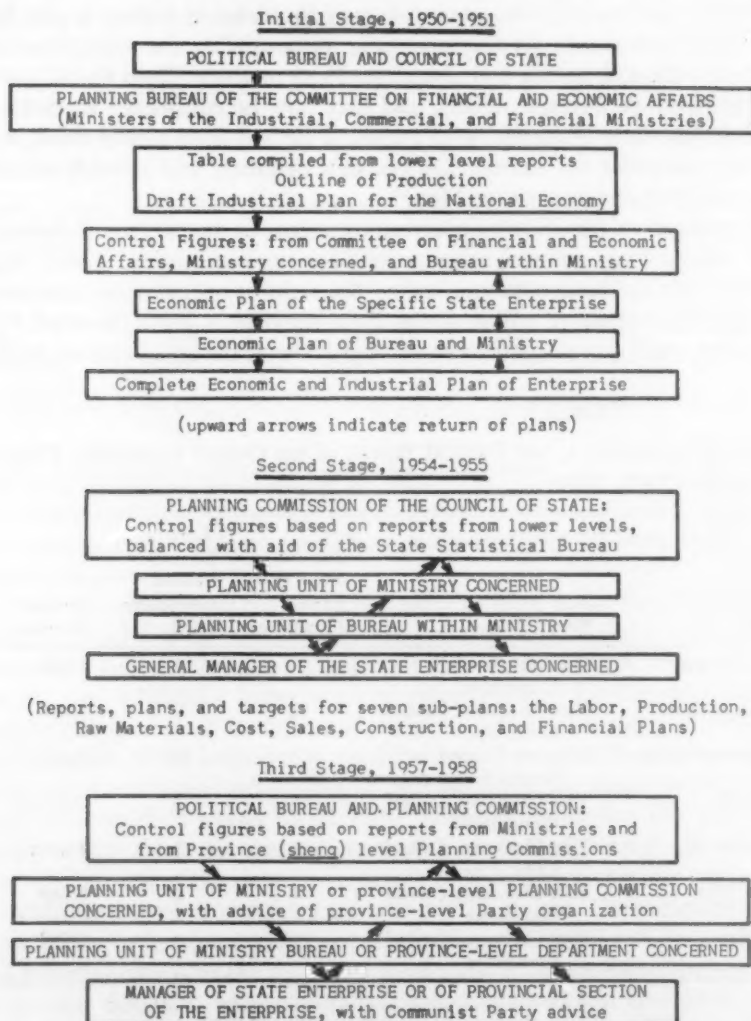 Initial Stage, 1950-1951
POLITICAL BUREAU AND COUNCIL OF STATE
PLANNING BUREAU OF THE COMMITTEE ON FINANCIAL AND ECONOMIC AFFAIRS
(Ministers of the Industrial, Commercial, and Financial Ministries)
Table compiled from lower level reports
Outline of Production
Draft Industrial Plan for the National Economy
Control Figures: from Committee on Financial and Economic
Affairs, Ministry concerned, and Bureau within Ministry
Economic Plan of the Specific State Enterprise
Economic Plan of Bureau and Ministry
Complete Economic and Industrial Plan of Enterprise
(upward arrows indicate return of plans)
Second Stage, 1954-1955
PLANNING COMMISSION OF THE COUNCIL OF STATE:
Control figures based on reports from lower levels,
balanced with aid of the State Statistical Bureau
PLANNING UNIT OF MINISTRY CONCERNED
PLANNING UNIT OF BUREAU WITHIN MINISTRY
GENERAL MANAGER OF THE STATE ENTERPRISE CONCERNED
(Reports, plans, and targets for seven sub-plans: the Labor, Production,
Raw Materials, Cost, Sales, Construction, and Financial Plans)
Third Stage, 1957-1958
POLITICAL BUREAU AND PLANNING COMMISSION:
Control figures based on reports from Ministries and
from Province (sheng) level Planning Commissions
PLANNING UNIT OF MINISTRY or province-level PLANNING COMMISSION
CONCERNED, with advice of province-level Party organization
PLANNING UNIT OF MINISTRY BUREAU OR PROVINCE-LEVEL DEPARTMENT CONCERNED
MANAGER OF STATE ENTERPRISE OR OF PROVINCIAL SECTION
OF THE ENTERPRISE, with Communist Party advice